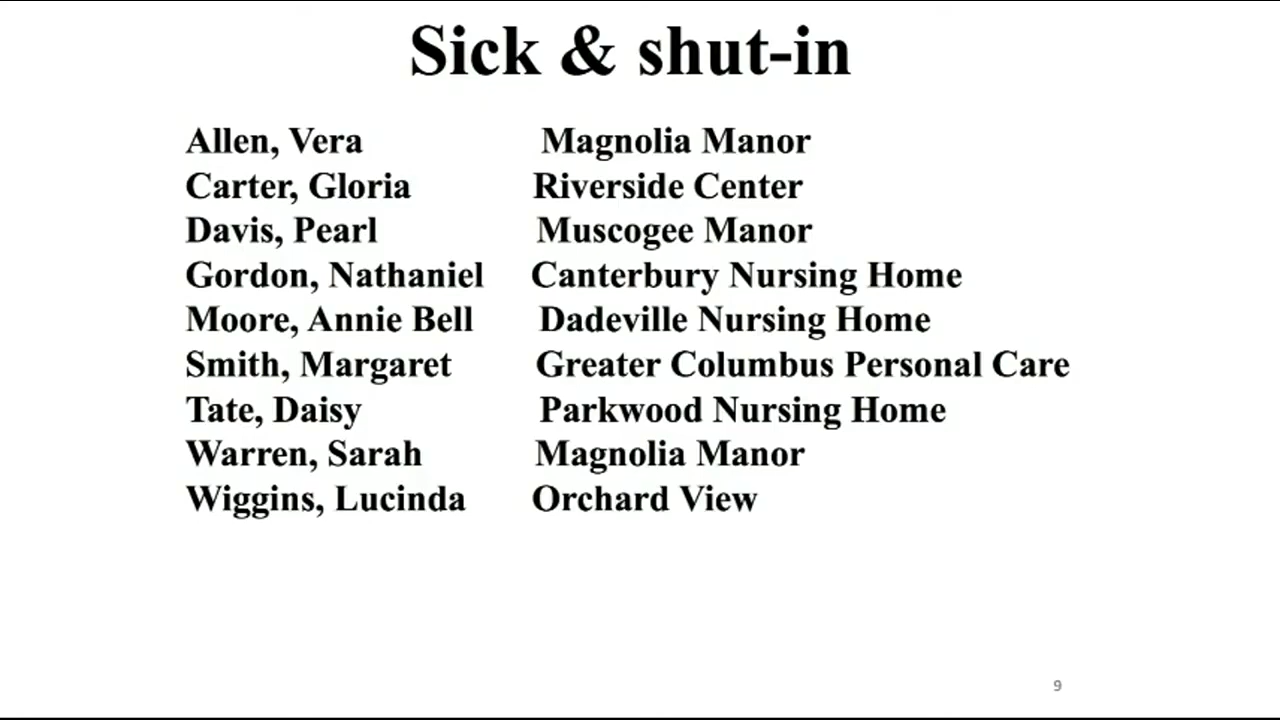 Sick & shut-in
Allen, Vera Magnolia Manor
Carter, Gloria Riverside Center
Davis, Pearl Muscogee Manor
Gordon, Nathaniel Canterbury Nursing Home
Moore, Annie Bell Dadeville Nursing Home
Smith, Margaret Greater Columbus Personal Care
Tate, Daisy Parkwood Nursing Home
Warren, Sarah Magnolia Manor
Wiggins, Lucinda Orchard View
9